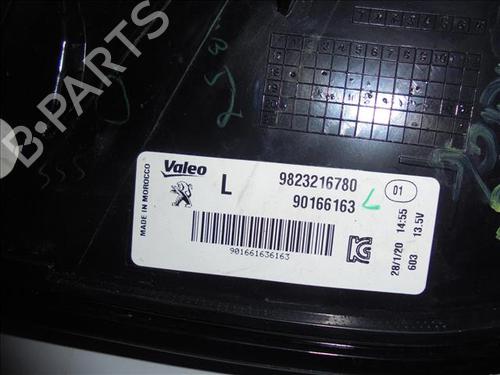 B-PARTS
Valeo
L
9823216780
01
90166163
L
MADE IN MOROCCO
901661636163
28/1/20 14:55
603 13.5V